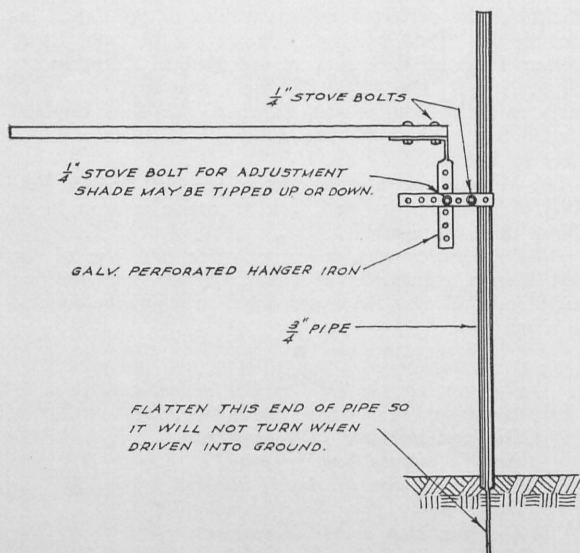 1/4" STOVE BOLTS
1/4" STOVE BOLT FOR ADJUSTMENT
SHADE MAY BE TIPPED UP OR DOWN.
GALV. PERFORATED HANGER IRON
3/4" PIPE
FLATTEN THIS END OF PIPE SO
IT WILL NOT TURN WHEN
DRIVEN INTO GROUND.